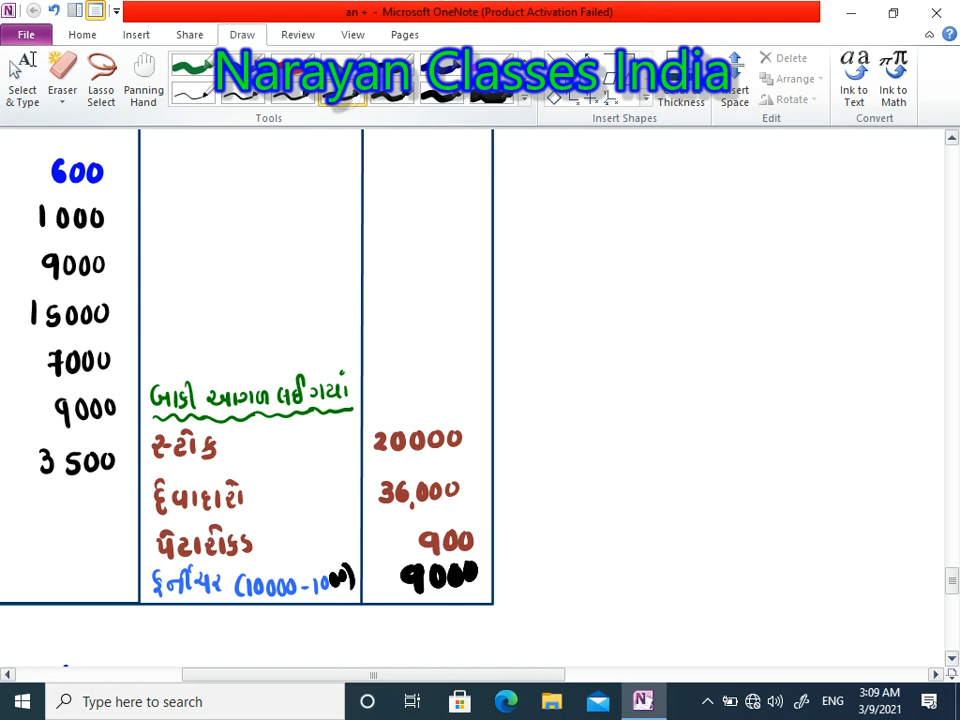 an + - Microsoft OneNote (Product Activation Failed)
File Home Insert Share Draw Review View Pages
Narayan Classes India
Select & Type
Eraser
Lasso Select
Panning Hand
Thickness
Insert Space
Delete
Arrange
Rotate
Ink to Text
Ink to Math
Tools Insert Shapes Edit Convert
600
1000
9000
15000
7000
9000 બાકી આગળ લઈ ગયાં
3500 સ્ટોક 20000
દેવાદારો 36,000
રોકડ 900
ફર્નીચર (10000-1000) 9000
Type here to search
ENG
3:09 AM
3/9/2021